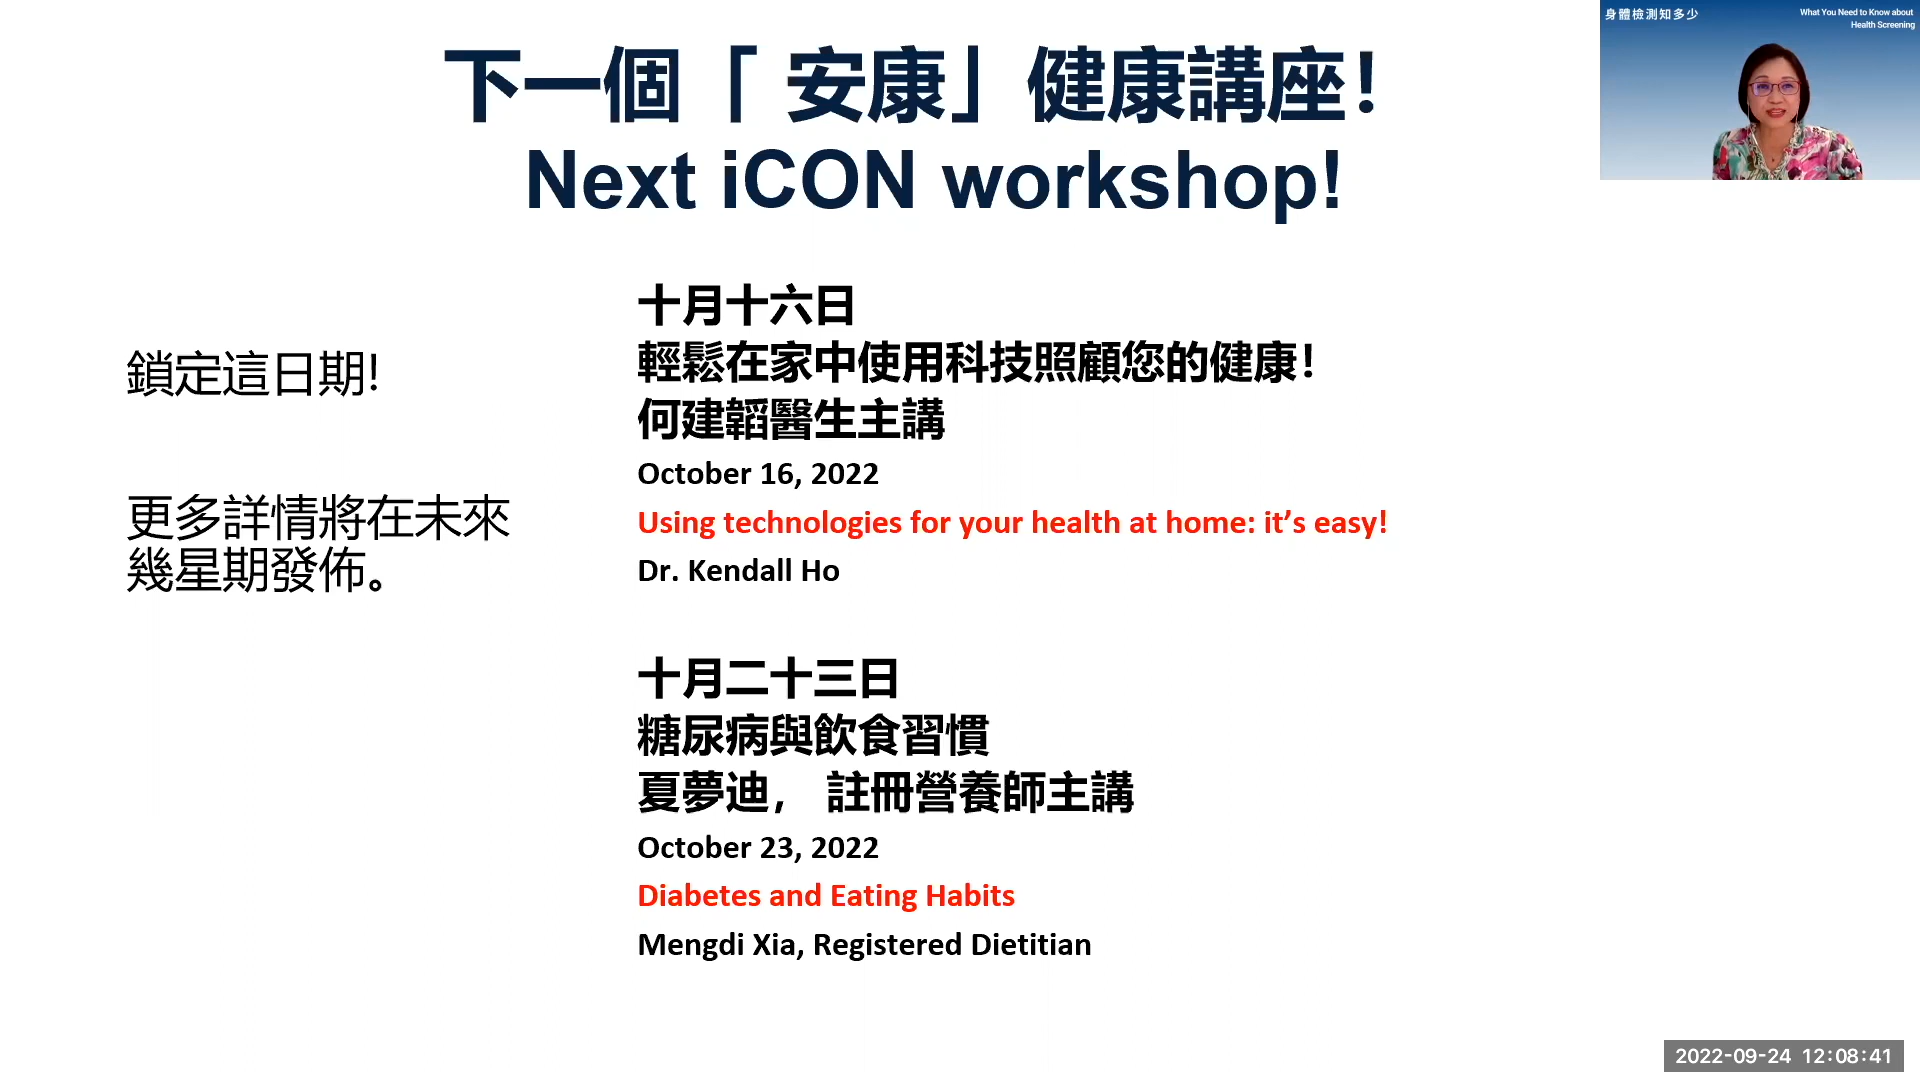 下一個「 安康」健康講座!
Next iCON workshop!
鎖定這日期!
更多詳情將在未來
幾星期發佈。
十月十六日
輕鬆在家中使用科技照顧您的健康!
何建韜醫生主講
October 16, 2022
Using technologies for your health at home: it’s easy!
Dr. Kendall Ho
十月二十三日
糖尿病與飲食習慣
夏夢迪， 註冊營養師主講
October 23, 2022
Diabetes and Eating Habits
Mengdi Xia, Registered Dietitian
身體檢測知多少
What You Need to Know about
Health Screening
2022-09-24 12:08:41